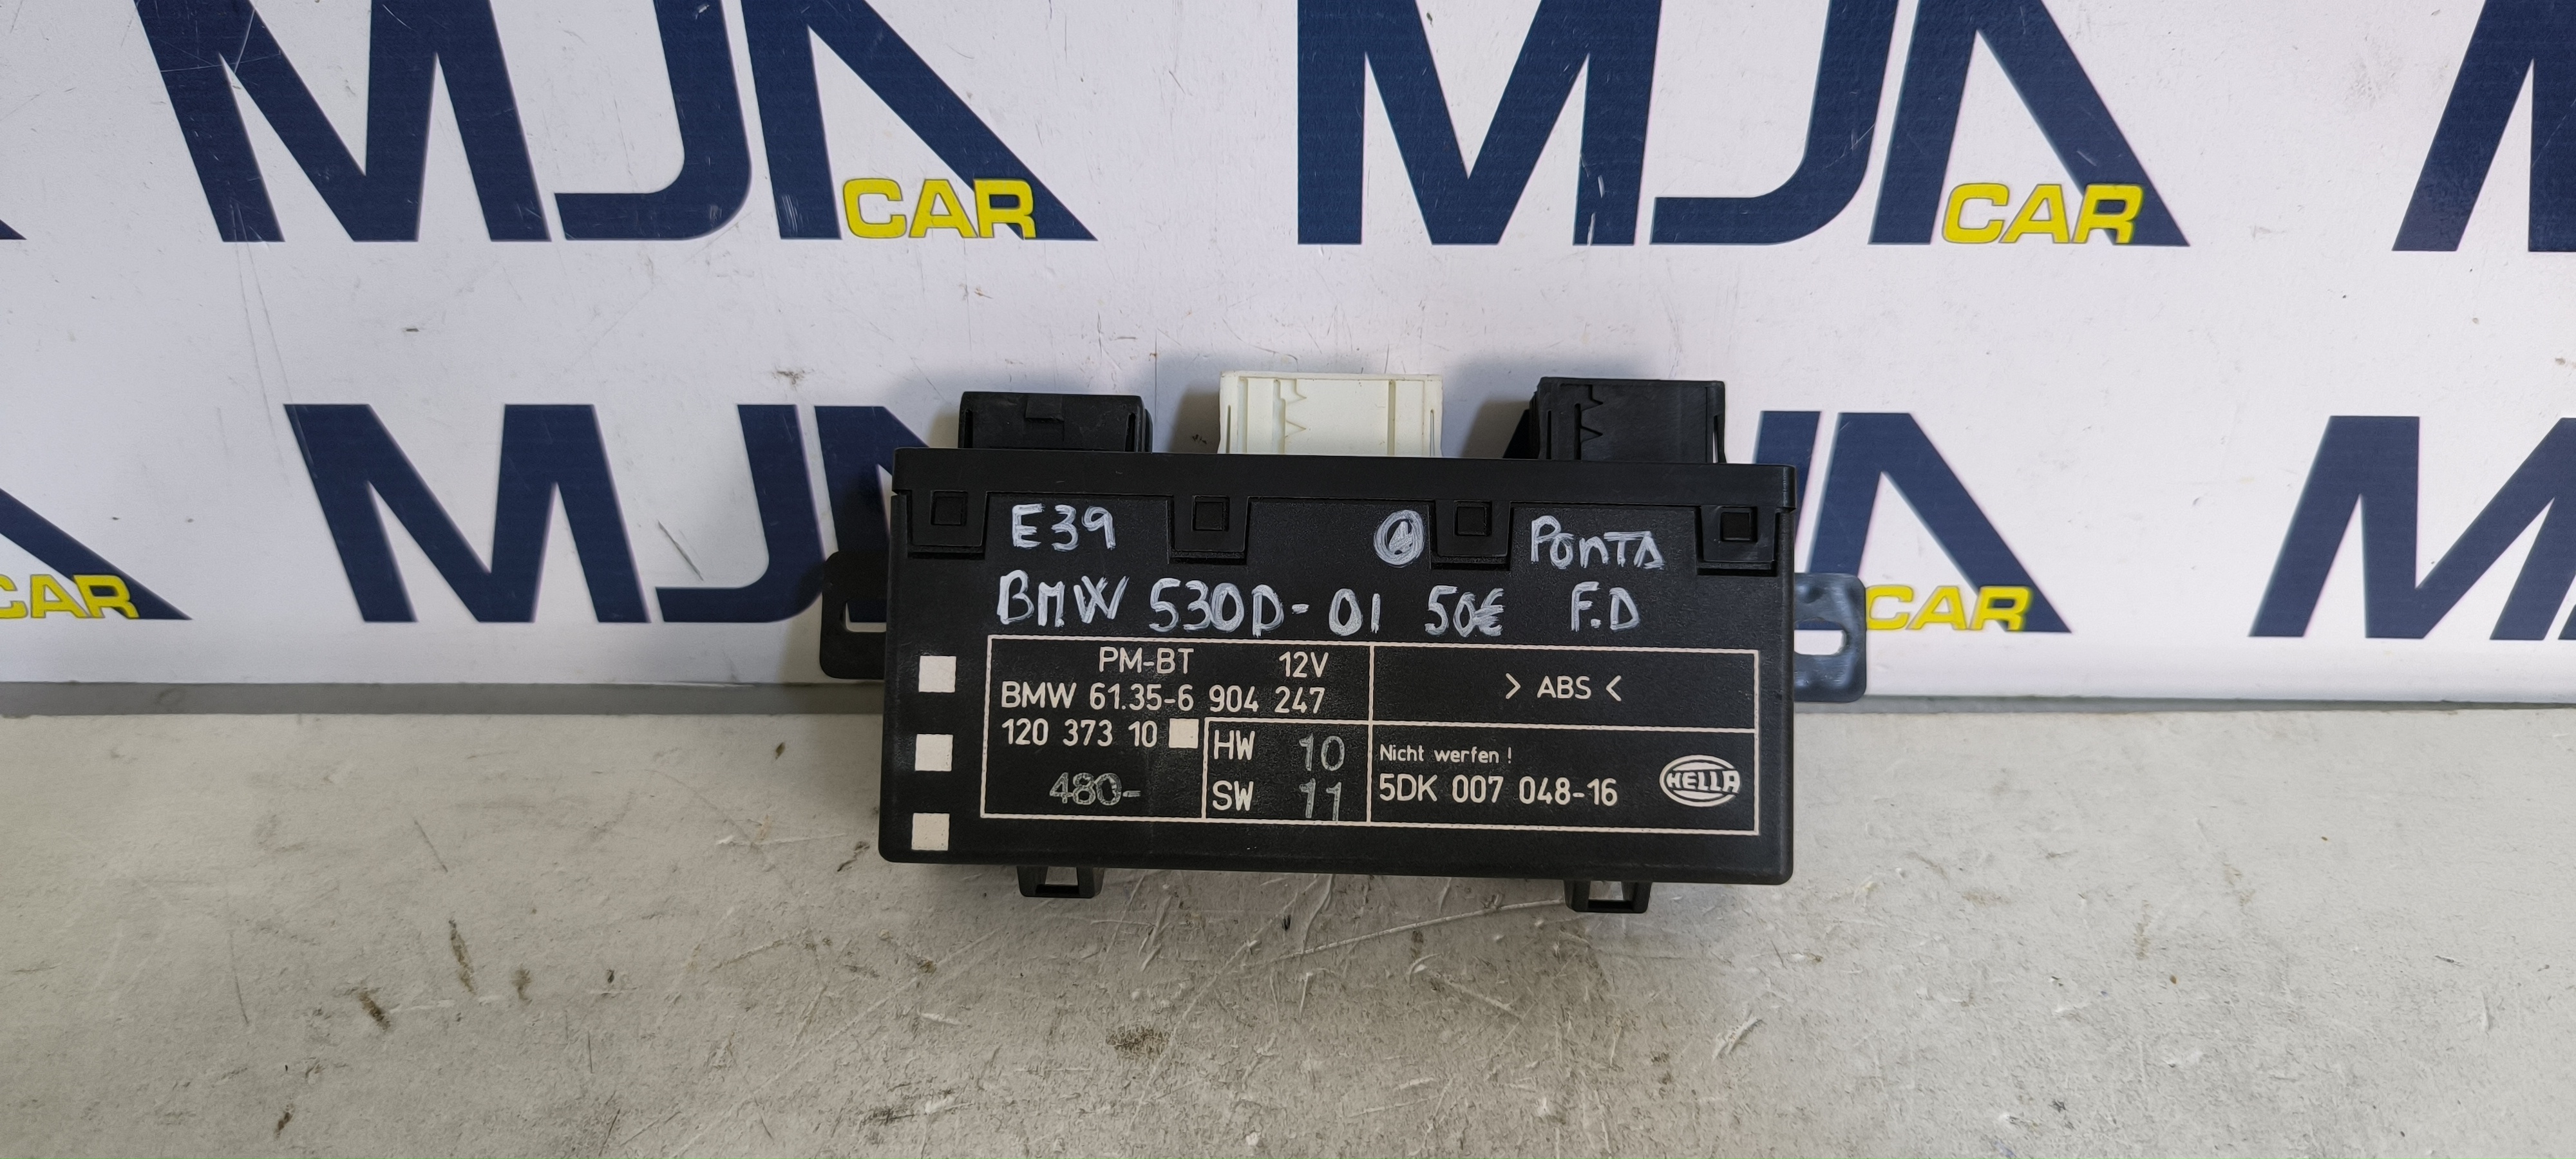 MJA CAR MJA CAR
CAR MJA MJA CAR
E39 PORTA
BMW 530D-01 50€ F.D
PM-BT 12V
BMW 61.35-6 904 247
120 373 10
480-
HW 10
SW 11
> ABS <
Nicht werfen !
5DK 007 048-16
HELLA